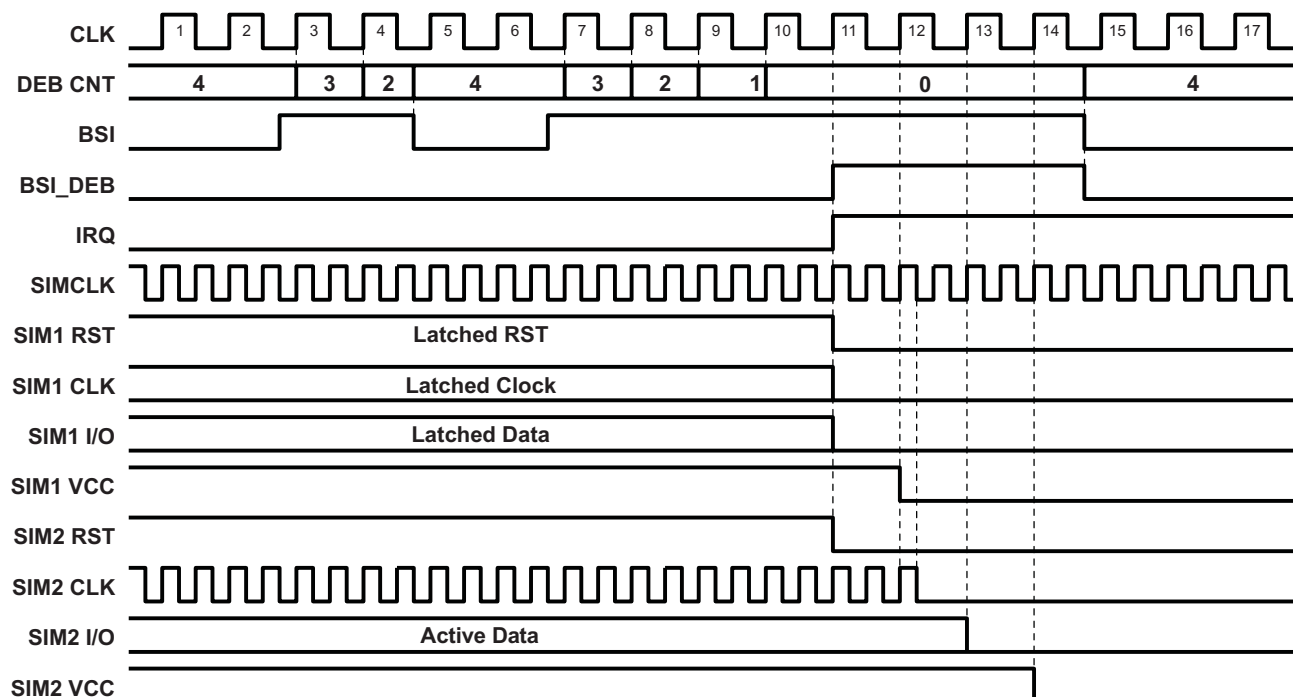 CLK 1 2 3 4 5 6 7 8 9 10 11 12 13 14 15 16 17
DEB CNT 4 3 2 4 3 2 1 0 4
BSI
BSI_DEB
IRQ
SIMCLK
SIM1 RST Latched RST
SIM1 CLK Latched Clock
SIM1 I/O Latched Data
SIM1 VCC
SIM2 RST
SIM2 CLK
SIM2 I/O Active Data
SIM2 VCC